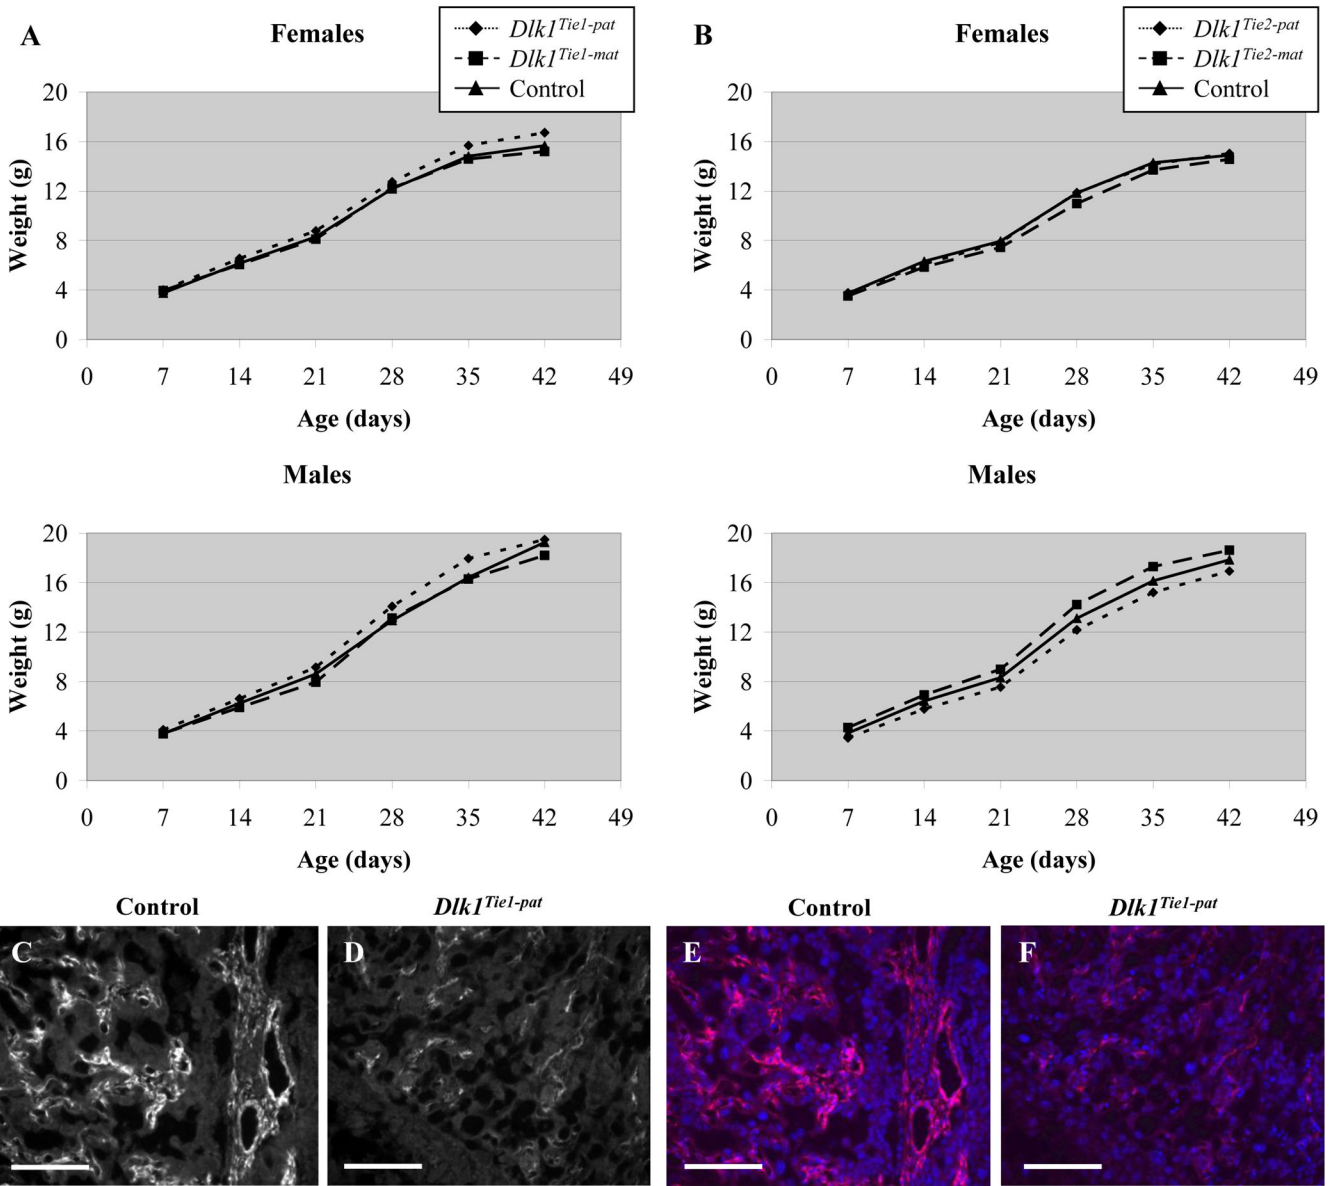 A
Females
Dlk1Tie1-pat
Dlk1Tie1-mat
Control
20
16
12
8
4
0
Weight (g)
0 7 14 21 28 35 42 49
Age (days)
B
Females
Dlk1Tie2-pat
Dlk1Tie2-mat
Control
20
16
12
8
4
0
Weight (g)
0 7 14 21 28 35 42 49
Age (days)
Males
20
16
12
8
4
0
Weight (g)
0 7 14 21 28 35 42 49
Age (days)
Males
20
16
12
8
4
0
Weight (g)
0 7 14 21 28 35 42 49
Age (days)
Control
Dlk1Tie1-pat
Control
Dlk1Tie1-pat
C
D
E
F